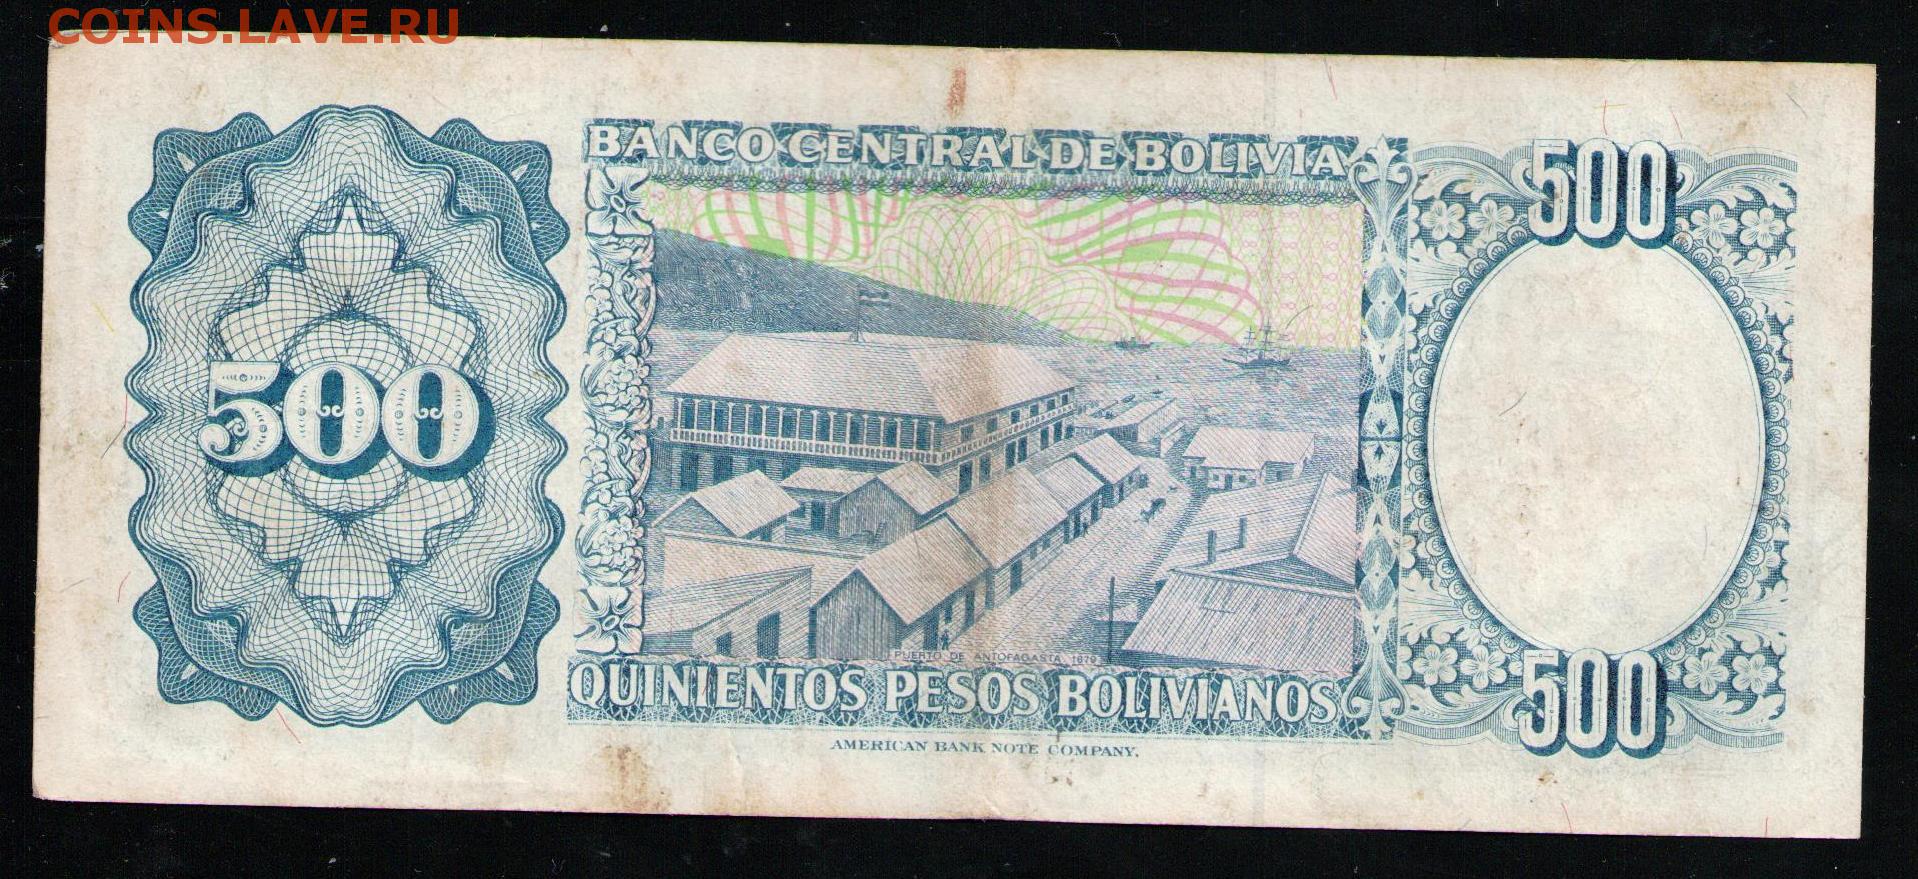 COINS.LAVE.RU
BANCO CENTRAL DE BOLIVIA
500
500
PUERTO DE ANTOFAGASTA 1879
QUINIENTOS PESOS BOLIVIANOS
500
AMERICAN BANK NOTE COMPANY.